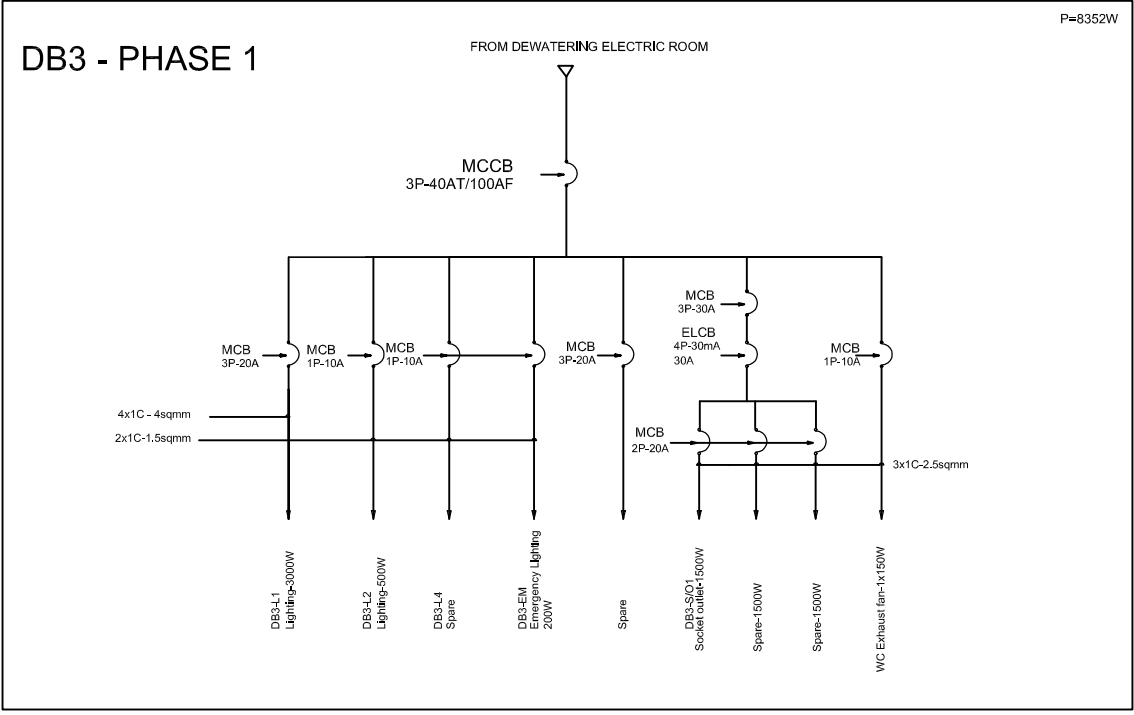 P=8352W
DB3 - PHASE 1
FROM DEWATERING ELECTRIC ROOM
MCCB
3P-40AT/100AF
MCB
3P-30A
ELCB
4P-30mA
30A
MCB
3P-20A
MCB
1P-10A
MCB
1P-10A
MCB
3P-20A
MCB
1P-10A
4x1C - 4sqmm
2x1C-1.5sqmm
MCB
2P-20A
3x1C-2.5sqmm
DB3-L1
Lighting-3000W
DB3-L2
Lighting-500W
DB3-L4
Spare
DB3-EM
Emergency Lighting
200W
Spare
DB3-S/O1
Socket outlet-1500W
Spare-1500W
Spare-1500W
WC Exhaust fan-1x150W